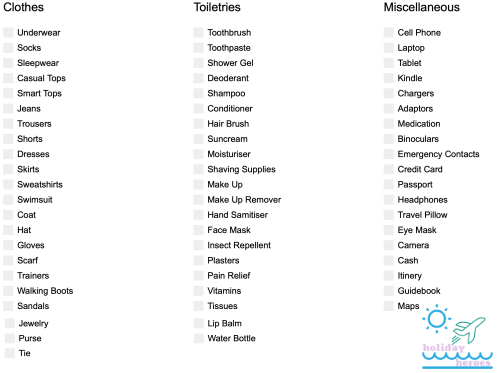 Clothes
Underwear
Socks
Sleepwear
Casual Tops
Smart Tops
Jeans
Trousers
Shorts
Dresses
Skirts
Sweatshirts
Swimsuit
Coat
Hat
Gloves
Scarf
Trainers
Walking Boots
Sandals
Jewelry
Purse
Tie
Toiletries
Toothbrush
Toothpaste
Shower Gel
Deoderant
Shampoo
Conditioner
Hair Brush
Suncream
Moisturiser
Shaving Supplies
Make Up
Make Up Remover
Hand Samitiser
Face Mask
Insect Repellent
Plasters
Pain Relief
Vitamins
Tissues
Lip Balm
Water Bottle
Miscellaneous
Cell Phone
Laptop
Tablet
Kindle
Chargers
Adaptors
Medication
Binoculars
Emergency Contacts
Credit Card
Passport
Headphones
Travel Pillow
Eye Mask
Camera
Cash
Itinery
Guidebook
Maps
holiday
heroes